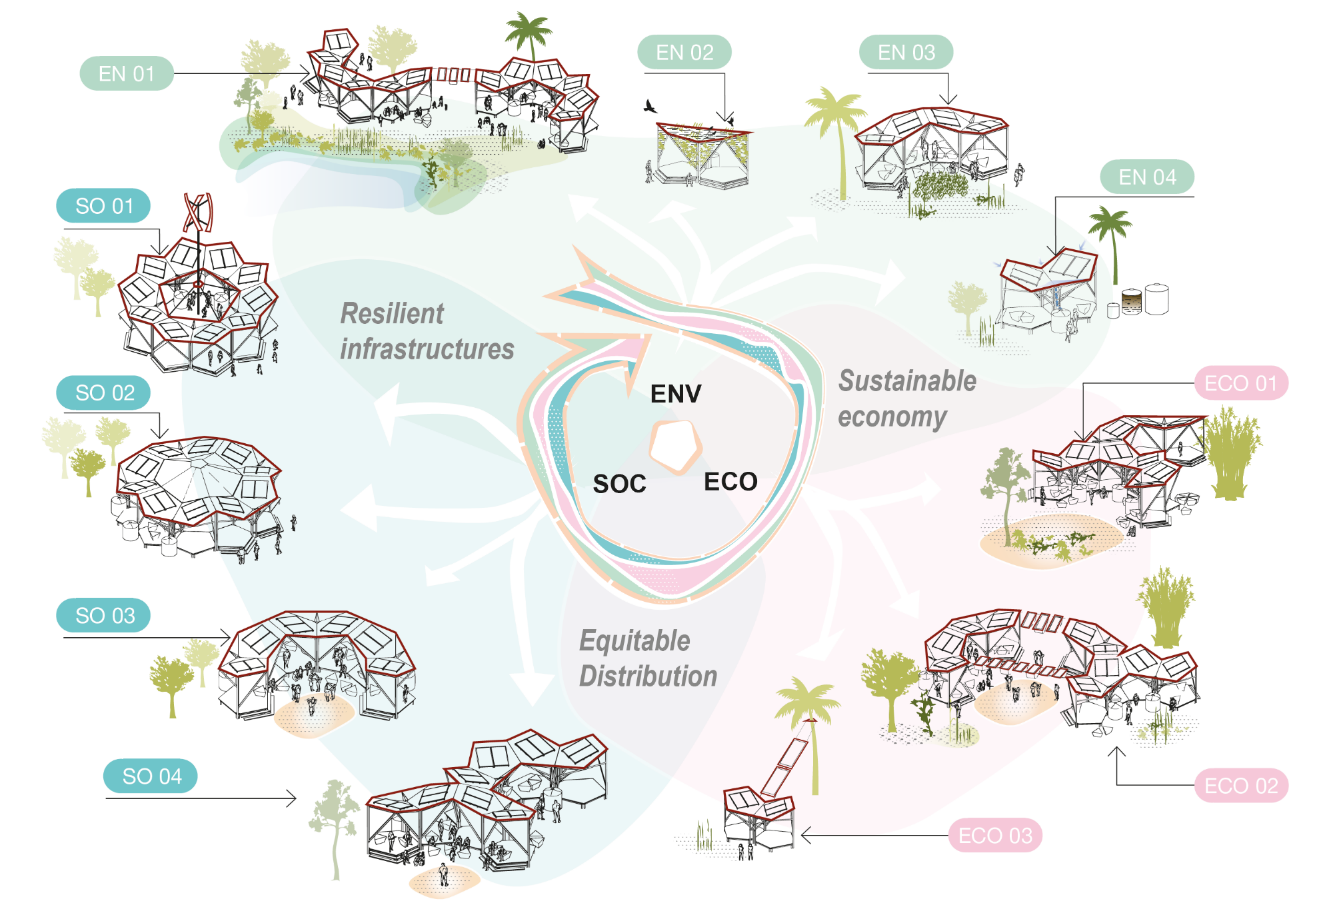 EN 01
EN 02
EN 03
EN 04
SO 01
SO 02
SO 03
SO 04
Resilient
infrastructures
Sustainable
economy
ENV
SOC
ECO
Equitable
Distribution
ECO 01
ECO 02
ECO 03